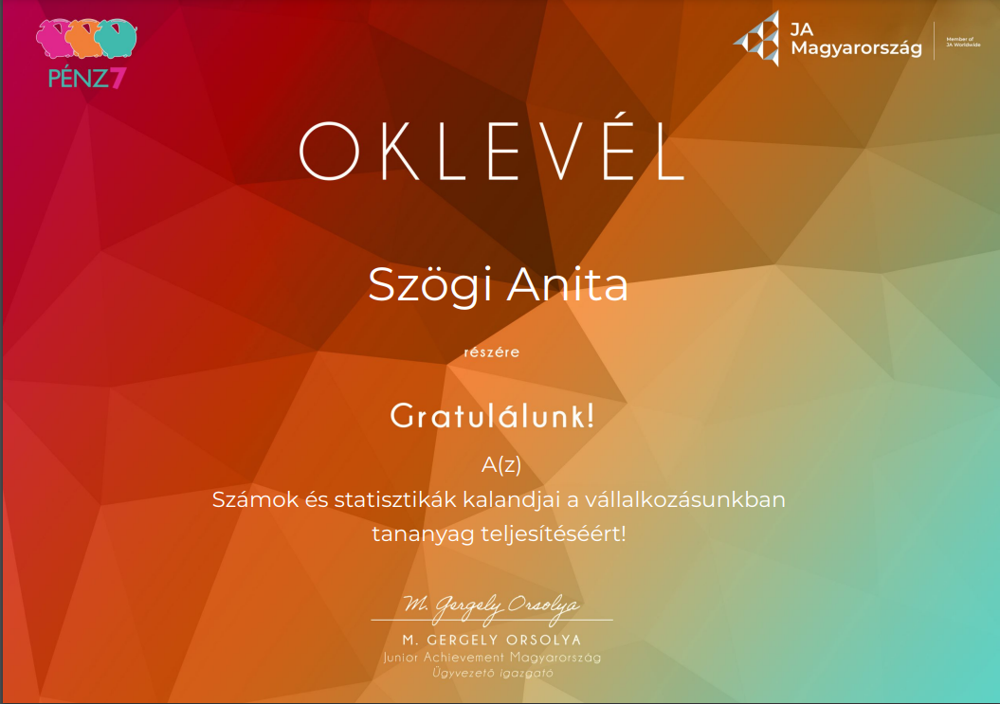 PÉNZ7
JA
Magyarország
Member of
JA Worldwide
OKLEVÉL
Szögi Anita
részére
Gratulálunk!
A(z)
Számok és statisztikák kalandjai a vállalkozásunkban
tananyag teljesítéséért!
M. Gergely Orsolya
M. GERGELY ORSOLYA
Junior Achievement Magyarország
Ügyvezető igazgató